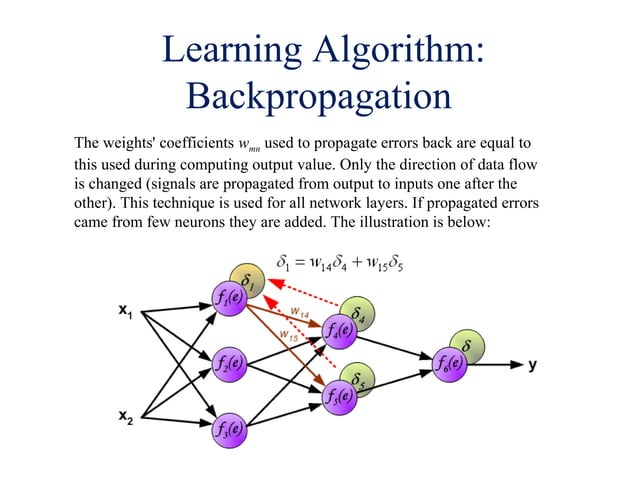 Learning Algorithm:
Backpropagation
The weights' coefficients wmn used to propagate errors back are equal to
this used during computing output value. Only the direction of data flow
is changed (signals are propagated from output to inputs one after the
other). This technique is used for all network layers. If propagated errors
came from few neurons they are added. The illustration is below:
δ1 = w14δ4 + w15δ5
δ1
f1(e)
x1
w14
δ4
f4(e)
w15
δ
f2(e)
f6(e)
y
δ5
f5(e)
x2
f3(e)